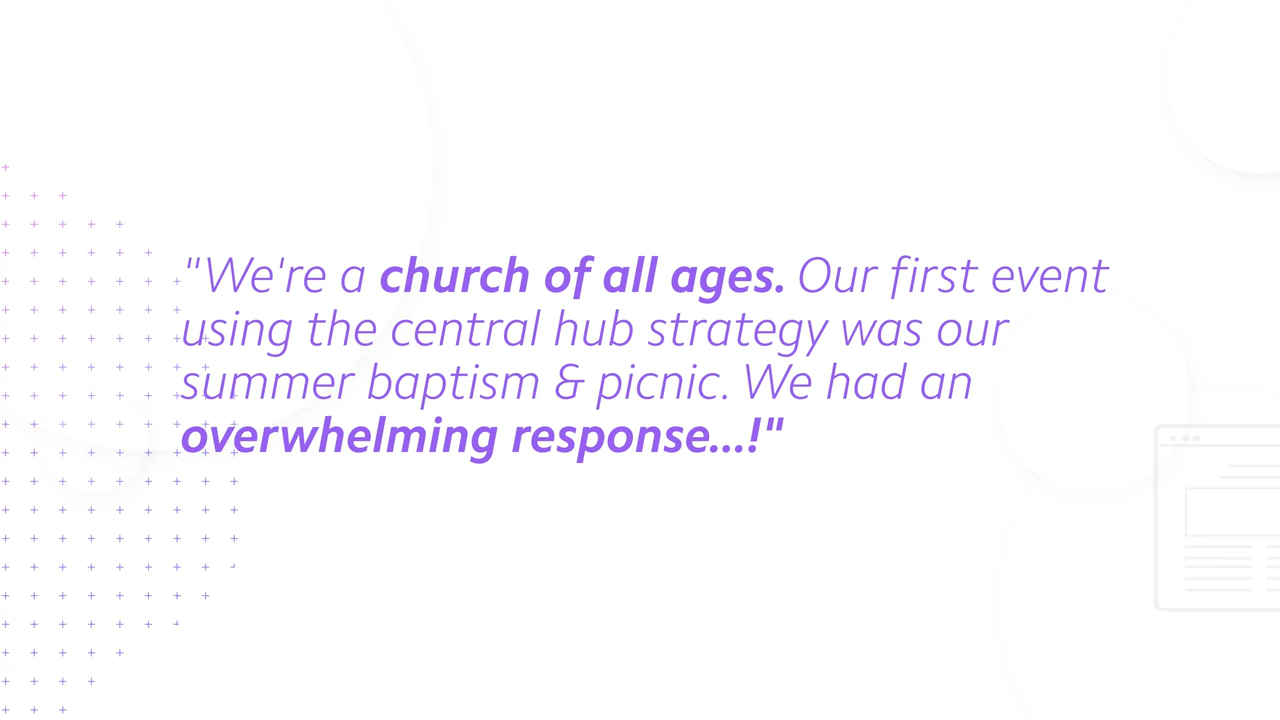 "We're a church of all ages. Our first event
using the central hub strategy was our
summer baptism & picnic. We had an
overwhelming response...!"